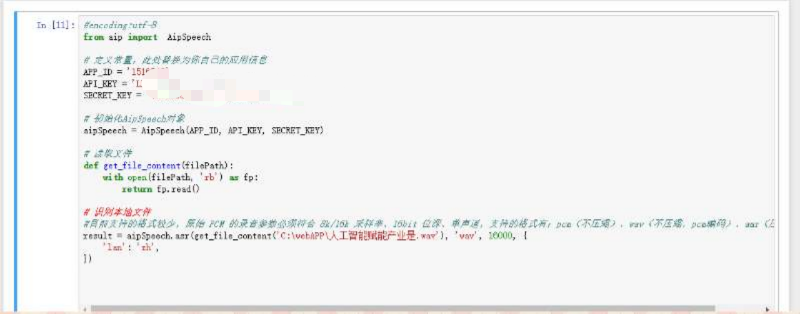 In [11]:
#encoding:utf-8
from aip import AipSpeech
# 定义常量，此处替换为你自己的应用信息
APP_ID = '1516
API_KEY = 'L
SECRET_KEY =
# 初始化AipSpeech对象
aipSpeech = AipSpeech(APP_ID, API_KEY, SECRET_KEY)
# 读取文件
def get_file_content(filePath):
with open(filePath, 'rb') as fp:
return fp.read()
# 识别本地文件
#目前支持的格式较少，原始 PCM 的录音参数必须符合 8k/16k 采样率、16bit 位深、单声道，支持的格式有：pcm（不压缩）、wav（不压缩，pcm编码）、amr（压
result = aipSpeech.asr(get_file_content('C:\webAPP\人工智能赋能产业是.wav'), 'wav', 16000, {
'lan': 'zh',
})